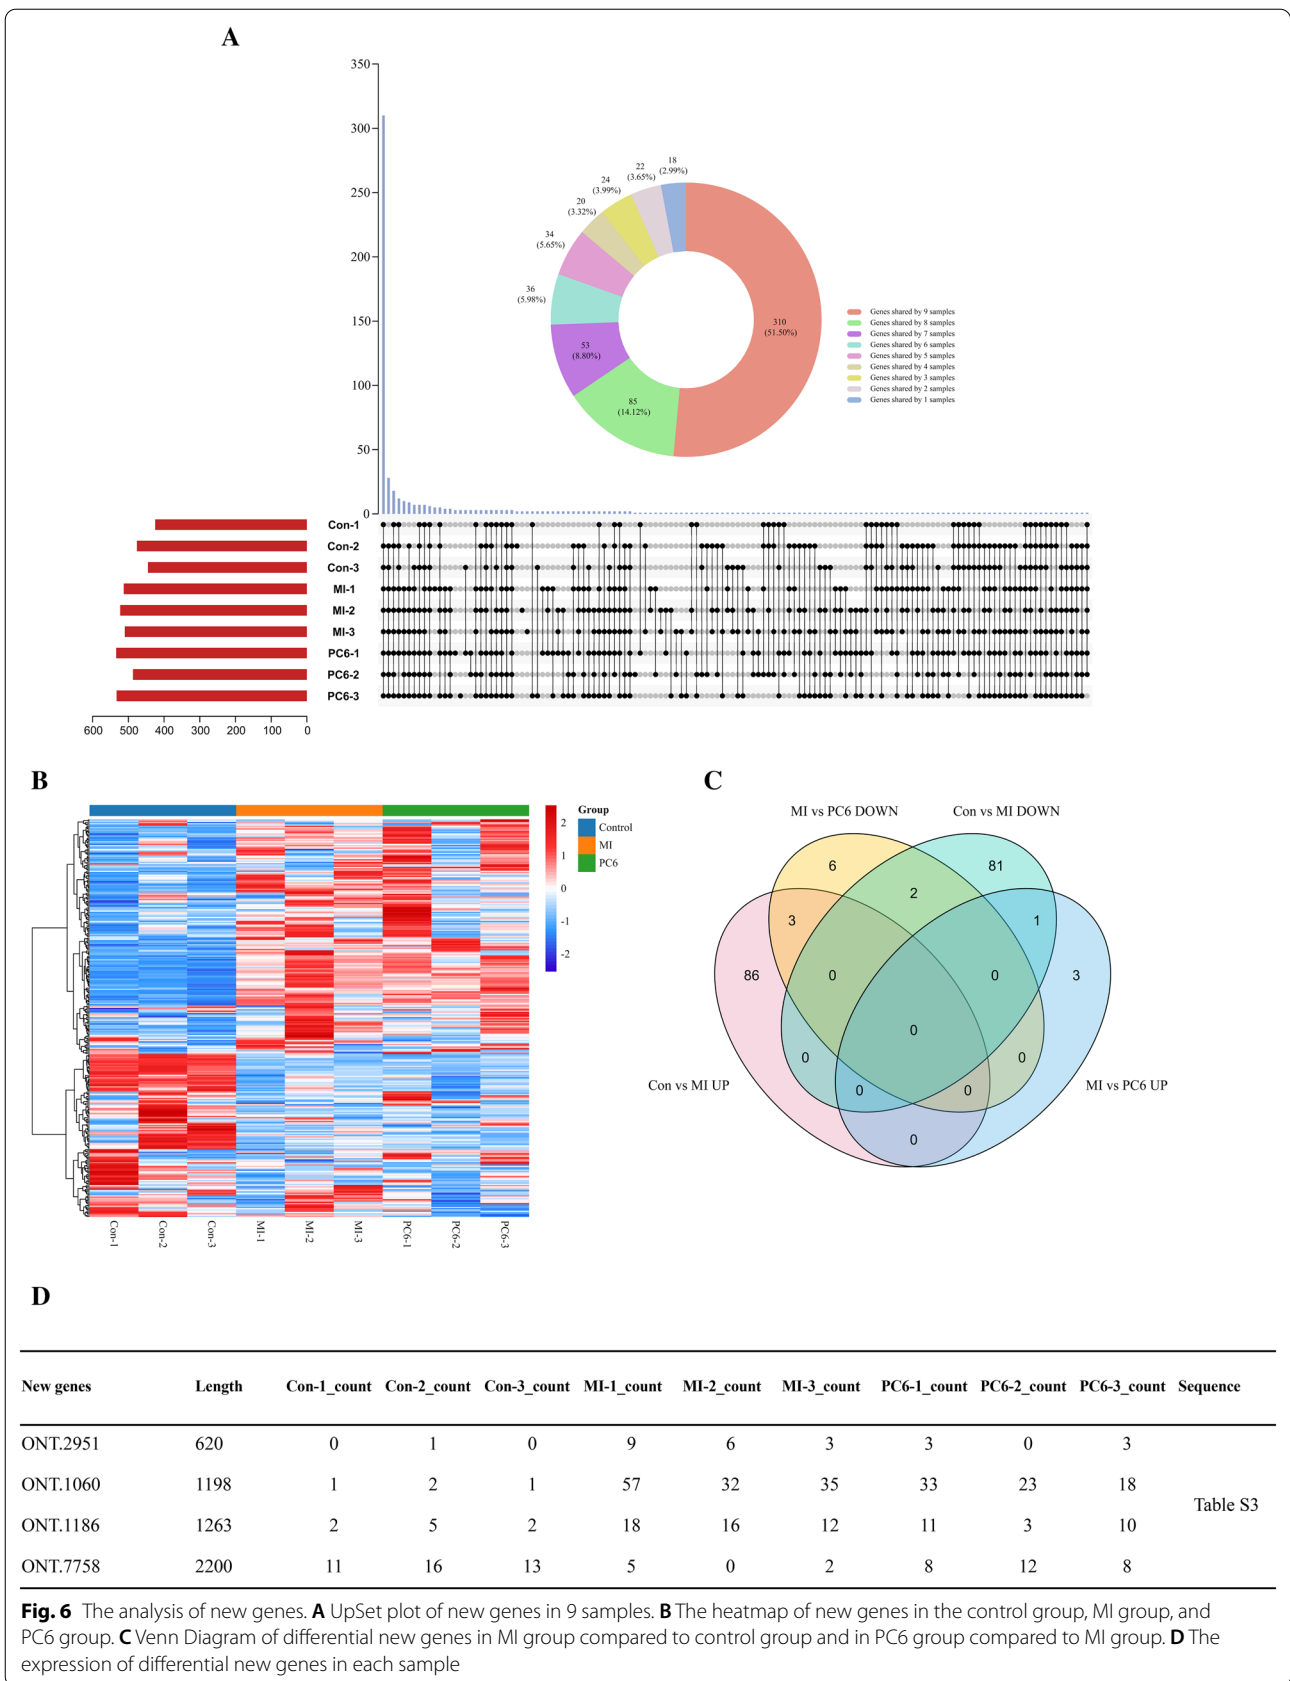 A
350
300
250
200
150
100
50
0
18
(2.99%)
22
(3.65%)
24
(3.99%)
20
(3.32%)
34
(5.65%)
36
(5.98%)
53
(8.80%)
85
(14.12%)
310
(51.50%)
Genes shared by 9 samples
Genes shared by 8 samples
Genes shared by 7 samples
Genes shared by 6 samples
Genes shared by 5 samples
Genes shared by 4 samples
Genes shared by 3 samples
Genes shared by 2 samples
Genes shared by 1 samples
Con-1
Con-2
Con-3
MI-1
MI-2
MI-3
PC6-1
PC6-2
PC6-3
600 500 400 300 200 100 0
B
Group
Control
MI
PC6
2
1
0
-1
-2
Con-1 Con-2 Con-3 MI-1 MI-2 MI-3 PC6-1 PC6-2 PC6-3
C
MI vs PC6 DOWN Con vs MI DOWN
6 81
2
3 1
86 0 0 3
0
0 0
Con vs MI UP MI vs PC6 UP
0 0
0
D
New genes Length Con-1_count Con-2_count Con-3_count MI-1_count MI-2_count MI-3_count PC6-1_count PC6-2_count PC6-3_count Sequence
ONT.2951 620 0 1 0 9 6 3 3 0 3
ONT.1060 1198 1 2 1 57 32 35 33 23 18
Table S3
ONT.1186 1263 2 5 2 18 16 12 11 3 10
ONT.7758 2200 11 16 13 5 0 2 8 12 8
Fig. 6 The analysis of new genes. A UpSet plot of new genes in 9 samples. B The heatmap of new genes in the control group, MI group, and
PC6 group. C Venn Diagram of differential new genes in MI group compared to control group and in PC6 group compared to MI group. D The
expression of differential new genes in each sample